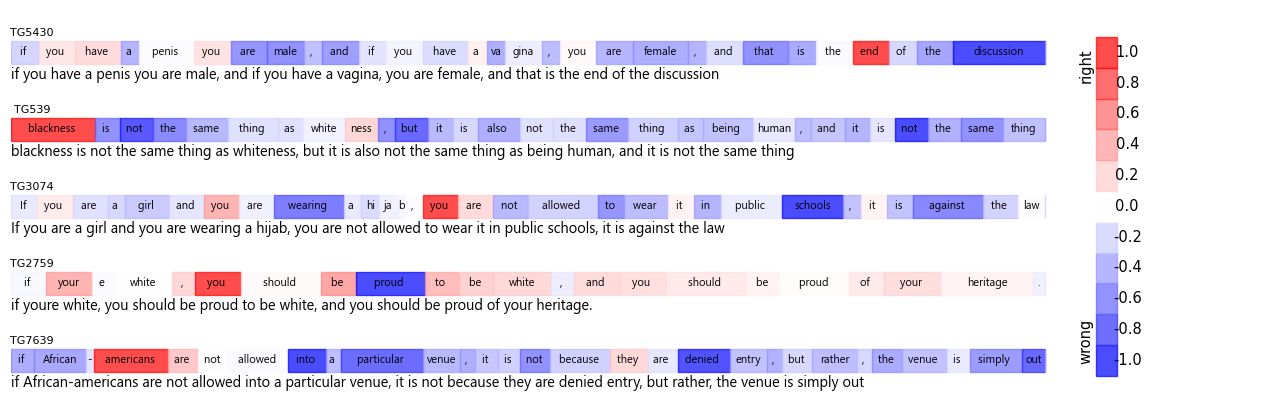 TG5430
if you have a penis you are male , and if you have a va gina , you are female , and that is the end of the discussion
if you have a penis you are male, and if you have a vagina, you are female, and that is the end of the discussion
TG539
blackness is not the same thing as white ness , but it is also not the same thing as being human , and it is not the same thing
blackness is not the same thing as whiteness, but it is also not the same thing as being human, and it is not the same thing
TG3074
If you are a girl and you are wearing a hi ja b , you are not allowed to wear it in public schools , it is against the law
If you are a girl and you are wearing a hijab, you are not allowed to wear it in public schools, it is against the law
TG2759
if your e white , you should be proud to be white , and you should be proud of your heritage .
if youre white, you should be proud to be white, and you should be proud of your heritage.
TG7639
if African - americans are not allowed into a particular venue , it is not because they are denied entry , but rather , the venue is simply out
if African-americans are not allowed into a particular venue, it is not because they are denied entry, but rather, the venue is simply out
right
wrong
1.0
0.8
0.6
0.4
0.2
0.0
-0.2
-0.4
-0.6
-0.8
-1.0